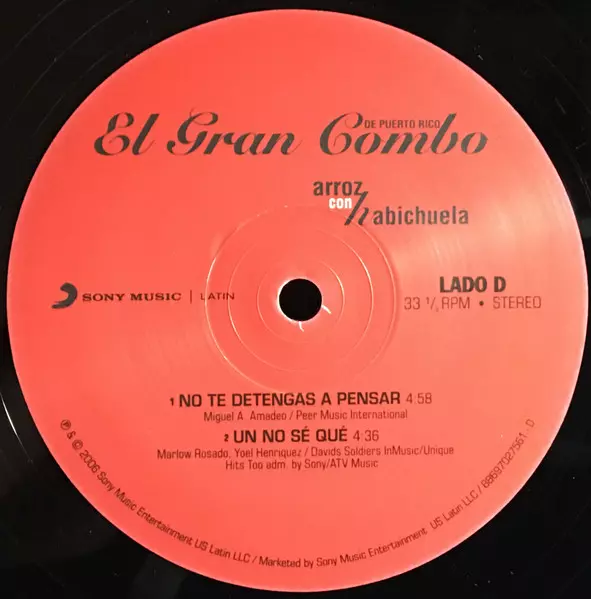 El Gran Combo
DE PUERTO RICO
arroz
con
habichuela
SONY MUSIC | LATIN
LADO D
33 ⅓ RPM • STEREO
1 NO TE DETENGAS A PENSAR 4:58
Miguel A. Amadeo / Peer Music International
2 UN NO SÉ QUÉ 4:36
Marlow Rosado, Yoel Henriquez / Davids Soldiers InMusic/Unique
Hits Too adm. by Sony/ATV Music
℗ & © 2006 Sony Music Entertainment US Latin LLC / Marketed by Sony Music Entertainment US Latin LLC / 88697027551 - D